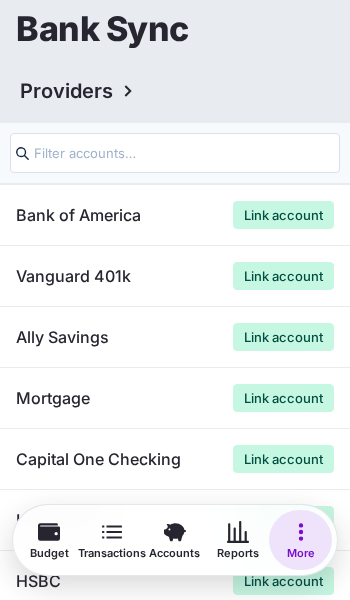 Bank Sync
Providers
Filter accounts...
Bank of America
Link account
Vanguard 401k
Link account
Ally Savings
Link account
Mortgage
Link account
Capital One Checking
Link account
Budget
Transactions
Accounts
Reports
More
HSBC
Link account